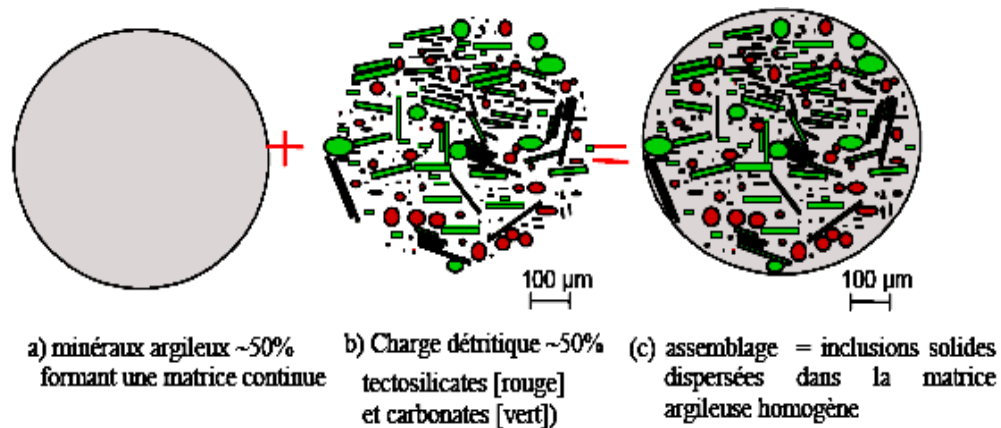 100 µm
100 µm
a) minéraux argileux ~50%
formant une matrice continue
b) Charge détritique ~50%
tectosilicates [rouge]
et carbonates [vert])
(c) assemblage = inclusions solides
dispersées dans la matrice
argileuse homogène